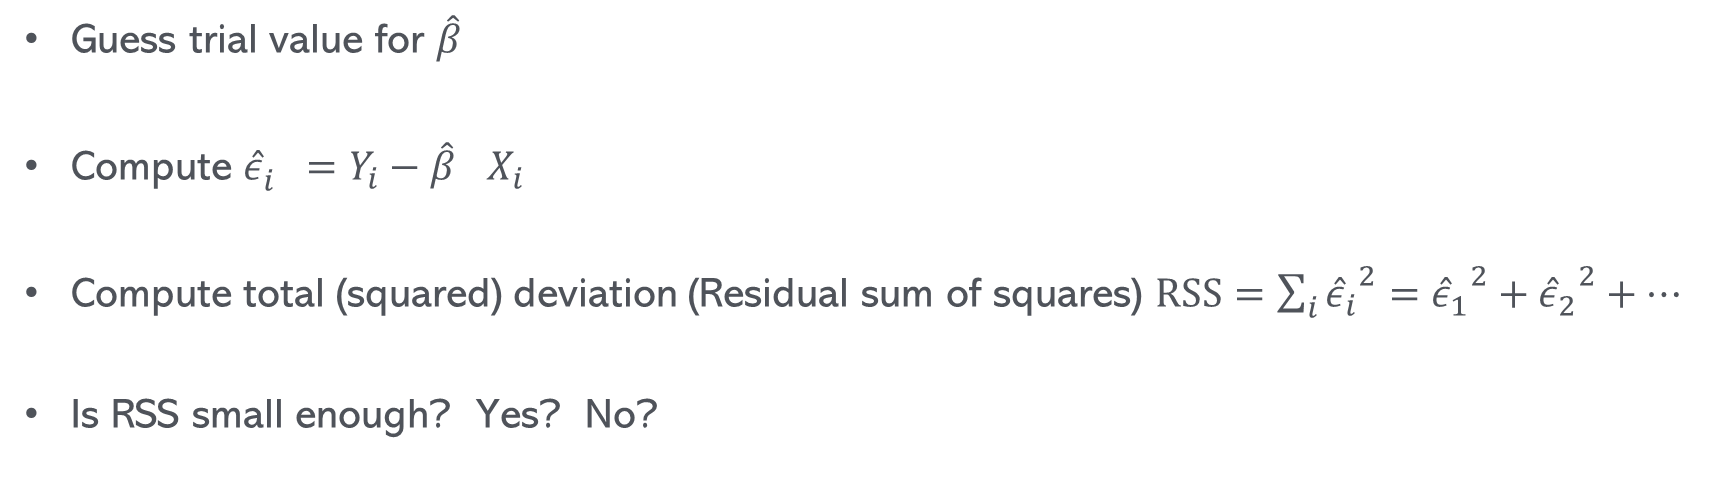 • Guess trial value for β̂
• Compute ε̂ᵢ = Yᵢ − β̂ Xᵢ
• Compute total (squared) deviation (Residual sum of squares) RSS = ∑ᵢ ε̂ᵢ² = ε̂₁² + ε̂₂² + ⋯
• Is RSS small enough? Yes? No?